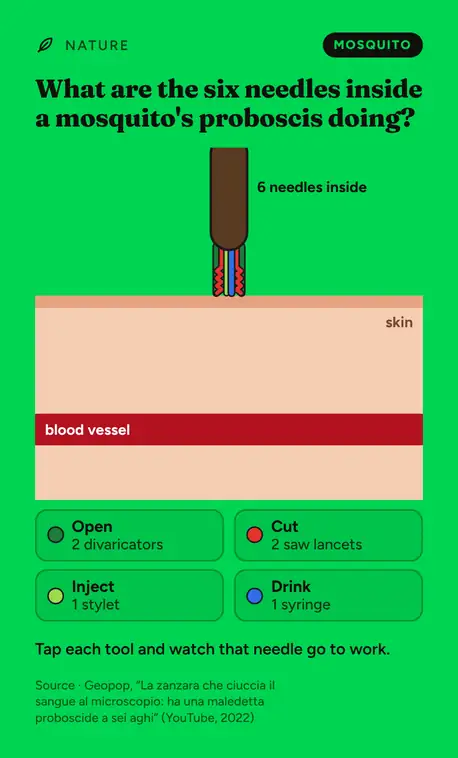 NATURE
MOSQUITO
What are the six needles inside
a mosquito's proboscis doing?
6 needles inside
skin
blood vessel
Open
2 divaricators
Cut
2 saw lancets
Inject
1 stylet
Drink
1 syringe
Tap each tool and watch that needle go to work.
Source · Geopop, “La zanzara che ciuccia il
sangue al microscopio: ha una maledetta
proboscide a sei aghi” (YouTube, 2022)